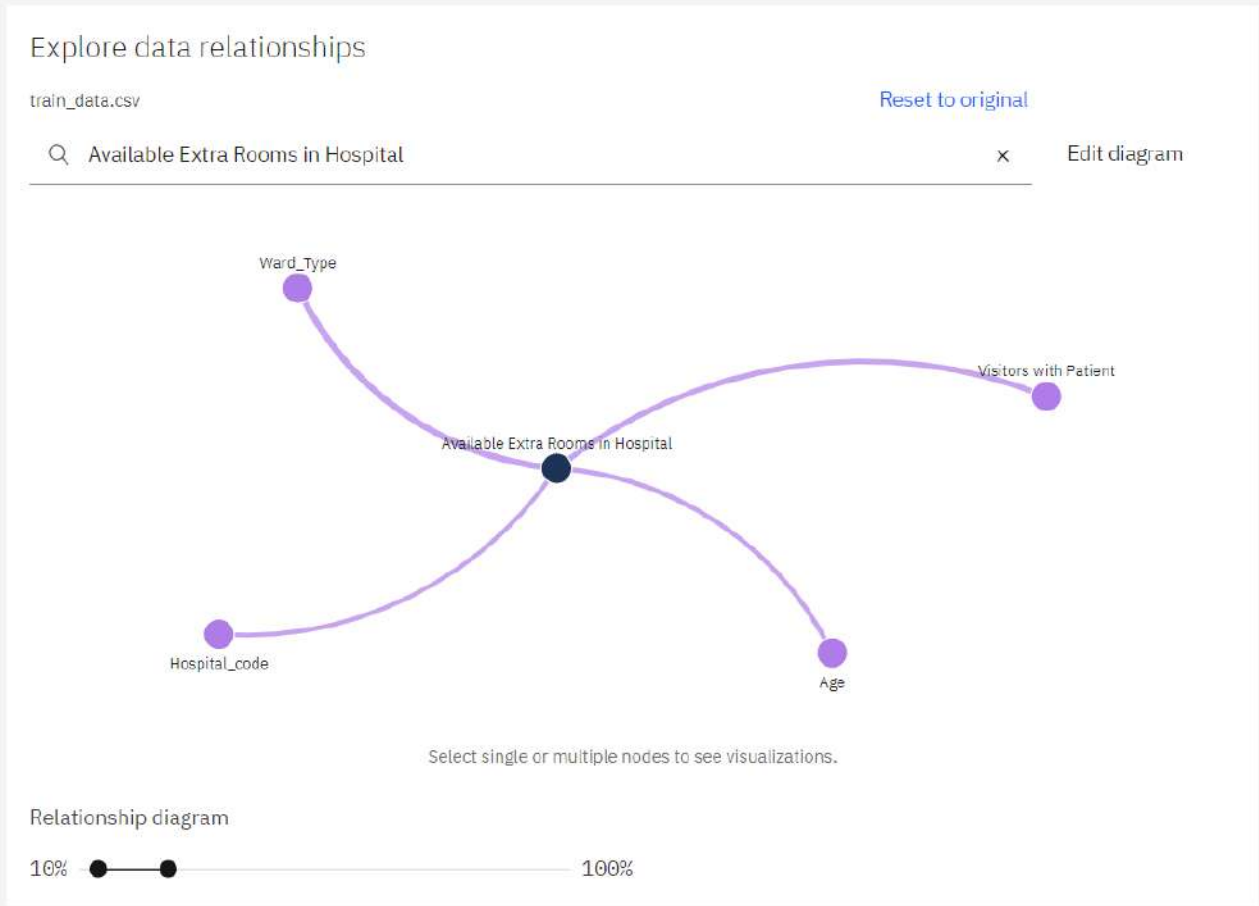 Explore data relationships
train_data.csv
Reset to original
Available Extra Rooms in Hospital
×
Edit diagram
Ward_Type
Visitors with Patient
Available Extra Rooms in Hospital
Hospital_code
Age
Select single or multiple nodes to see visualizations.
Relationship diagram
10%
100%